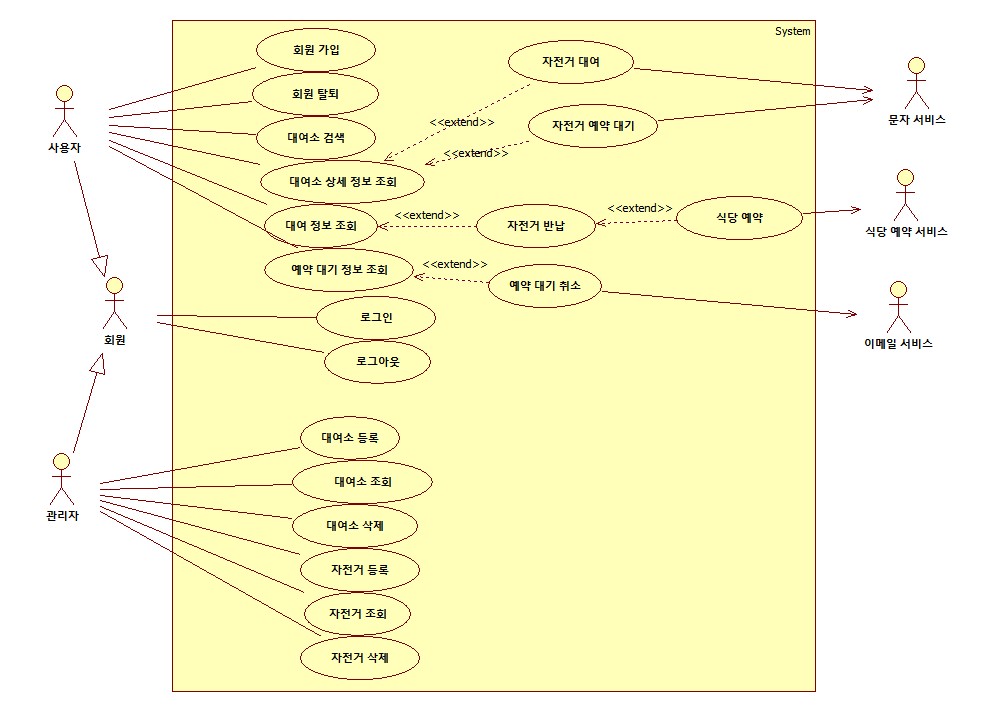 System
회원 가입
회원 탈퇴
대여소 검색
대여소 상세 정보 조회
대여 정보 조회
예약 대기 정보 조회
로그인
로그아웃
대여소 등록
대여소 조회
대여소 삭제
자전거 등록
자전거 조회
자전거 삭제
자전거 대여
자전거 예약 대기
자전거 반납
식당 예약
예약 대기 취소
<<extend>>
<<extend>>
<<extend>>
<<extend>>
<<extend>>
사용자
회원
관리자
문자 서비스
식당 예약 서비스
이메일 서비스